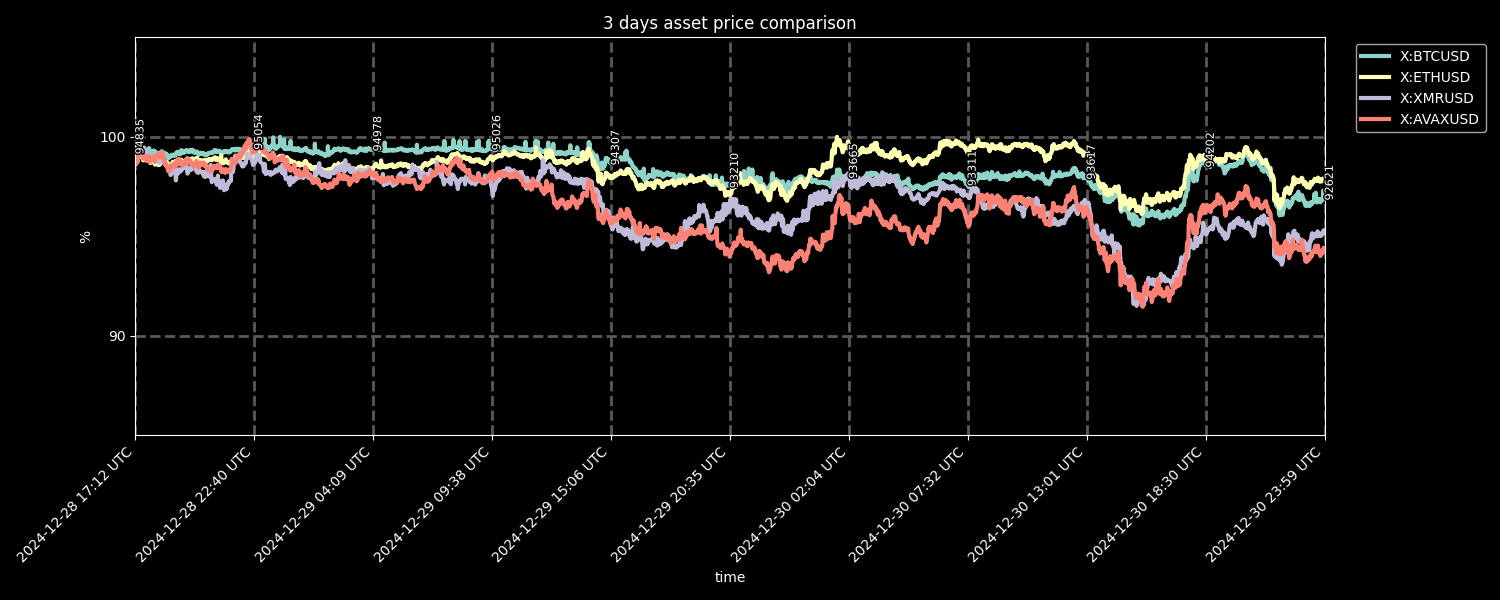 3 days asset price comparison
X:BTCUSD
X:ETHUSD
X:XMRUSD
X:AVAXUSD
100
90
%
94835
95054
94978
95026
94307
93210
93665
93311
93617
94202
92621
2024-12-28 17:12 UTC
2024-12-28 22:40 UTC
2024-12-29 04:09 UTC
2024-12-29 09:38 UTC
2024-12-29 15:06 UTC
2024-12-29 20:35 UTC
2024-12-30 02:04 UTC
2024-12-30 07:32 UTC
2024-12-30 13:01 UTC
2024-12-30 18:30 UTC
2024-12-30 23:59 UTC
time